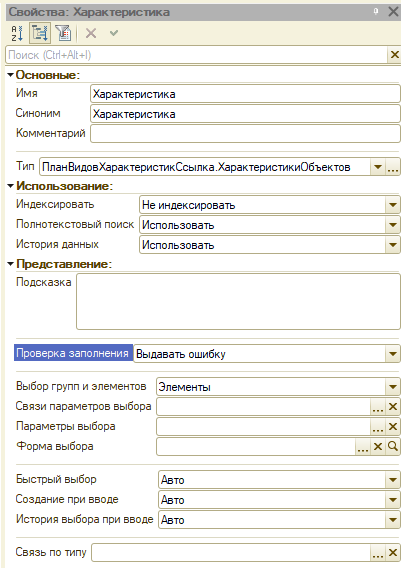 Свойства: Характеристика
Поиск (Ctrl+Alt+I)
Основные:
Имя Характеристика
Синоним Характеристика
Комментарий
Тип ПланВидовХарактеристикСсылка.ХарактеристикиОбъектов ...
Использование:
Индексировать Не индексировать
Полнотекстовый поиск Использовать
История данных Использовать
Представление:
Подсказка
Проверка заполнения Выдавать ошибку
Выбор групп и элементов Элементы
Связи параметров выбора ...
Параметры выбора ...
Форма выбора ...
Быстрый выбор Авто
Создание при вводе Авто
История выбора при вводе Авто
Связь по типу ...